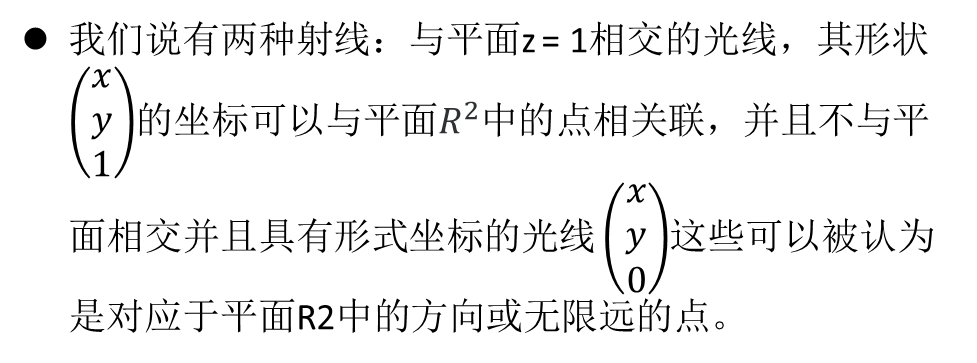 ● 我们说有两种射线：与平面z = 1相交的光线，其形状
(x y 1)的坐标可以与平面R²中的点相关联，并且不与平
面相交并且具有形式坐标的光线(x y 0)这些可以被认为
是对应于平面R2中的方向或无限远的点。